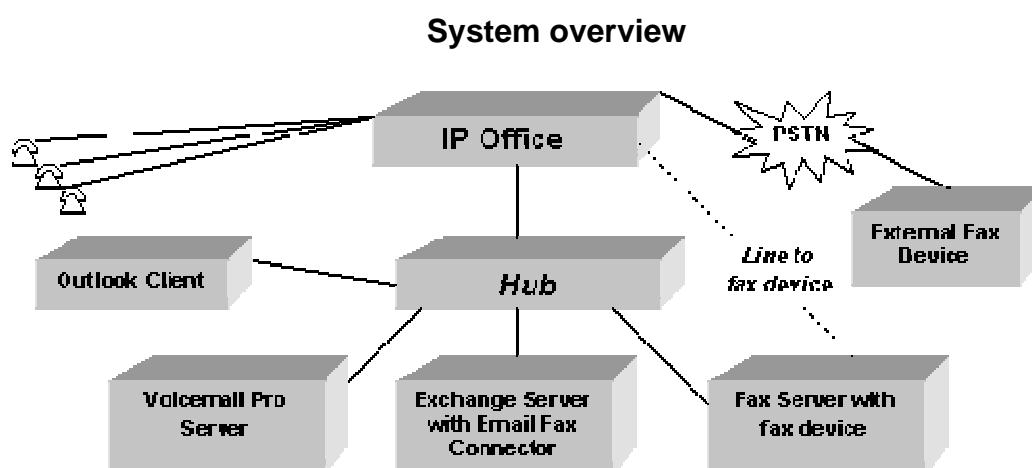 System overview
IP Office
PSTN
External Fax
Device
Line to
fax device
Outlook Client
Hub
Voicemail Pro
Server
Exchange Server
with Email Fax
Connector
Fax Server with
fax device